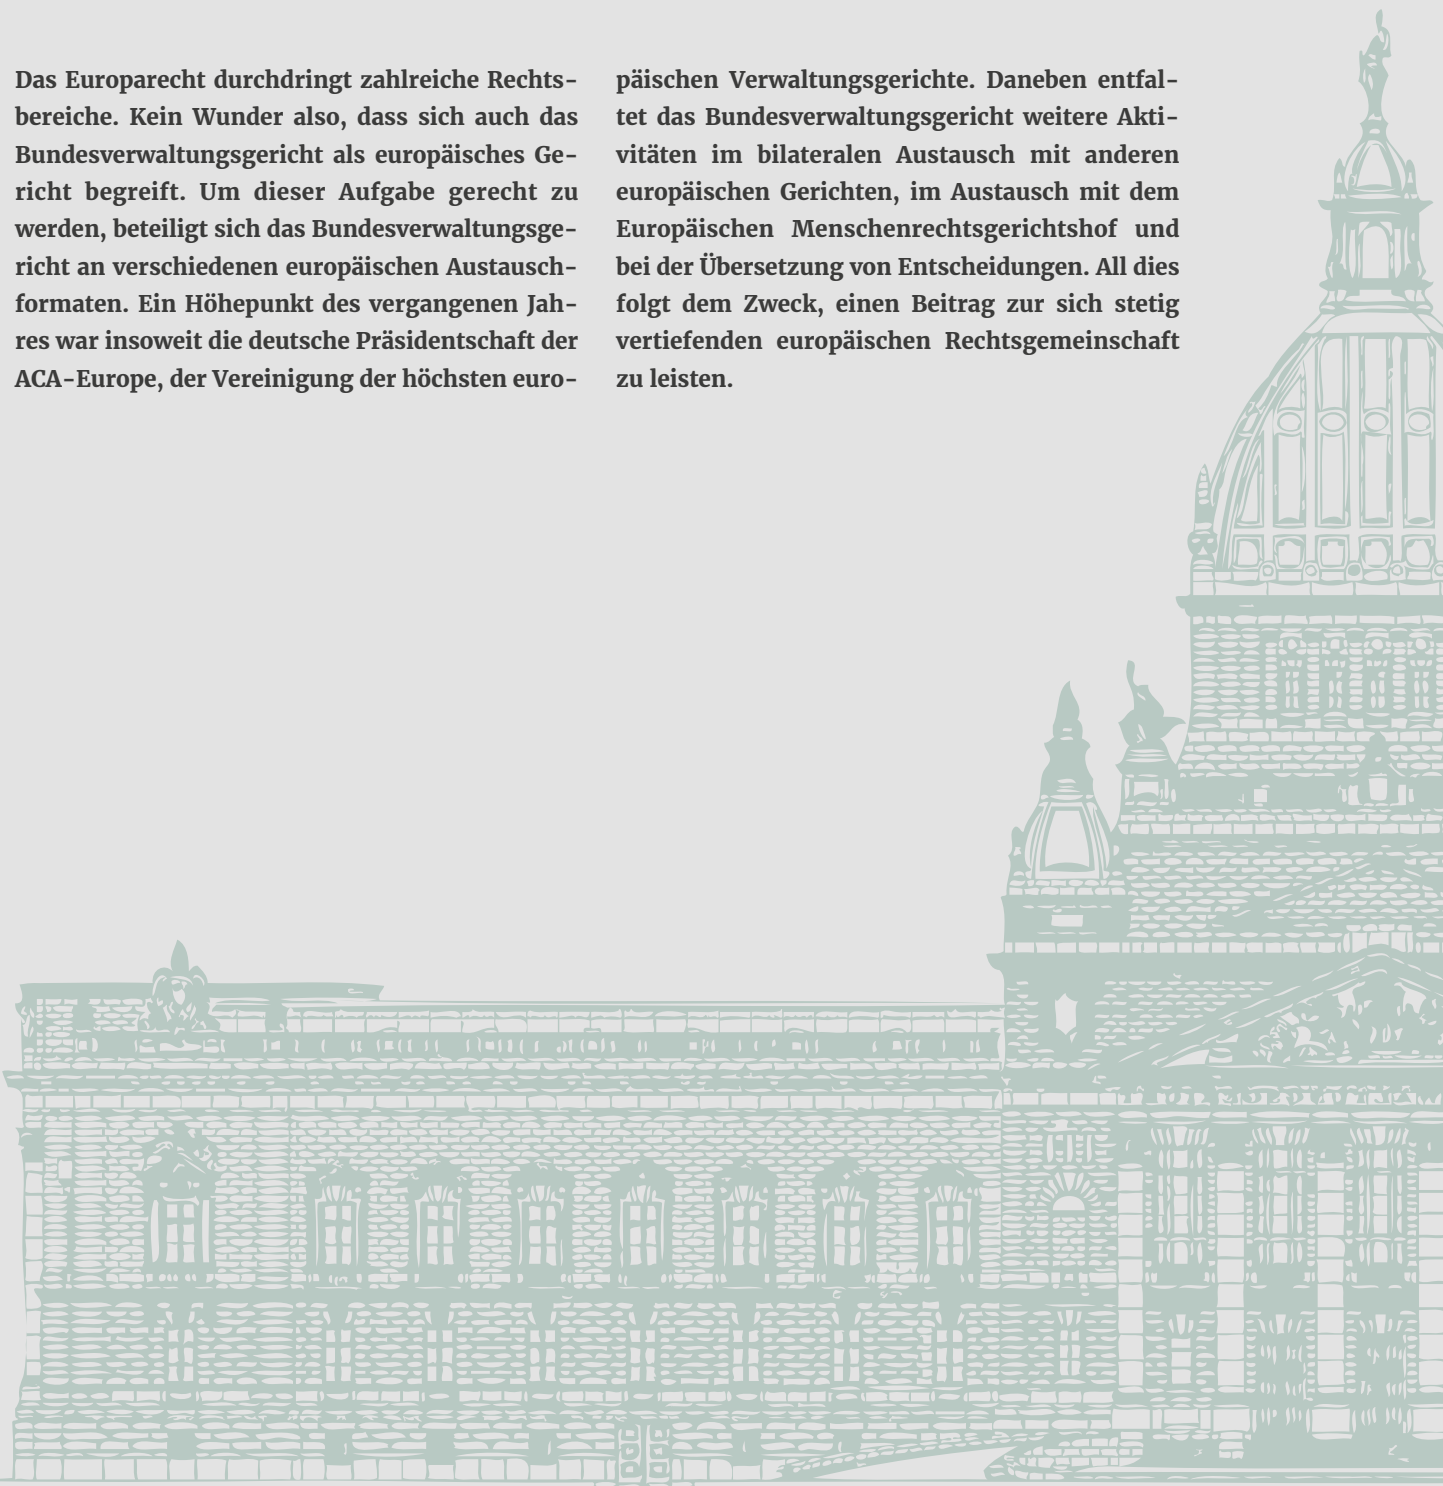 Das Europarecht durchdringt zahlreiche Rechts-
bereiche. Kein Wunder also, dass sich auch das
Bundesverwaltungsgericht als europäisches Ge-
richt begreift. Um dieser Aufgabe gerecht zu
werden, beteiligt sich das Bundesverwaltungsge-
richt an verschiedenen europäischen Austausch-
formaten. Ein Höhepunkt des vergangenen Jah-
res war insoweit die deutsche Präsidentschaft der
ACA-Europe, der Vereinigung der höchsten euro-
päischen Verwaltungsgerichte. Daneben entfal-
tet das Bundesverwaltungsgericht weitere Akti-
vitäten im bilateralen Austausch mit anderen
europäischen Gerichten, im Austausch mit dem
Europäischen Menschenrechtsgerichtshof und
bei der Übersetzung von Entscheidungen. All dies
folgt dem Zweck, einen Beitrag zur sich stetig
vertiefenden europäischen Rechtsgemeinschaft
zu leisten.